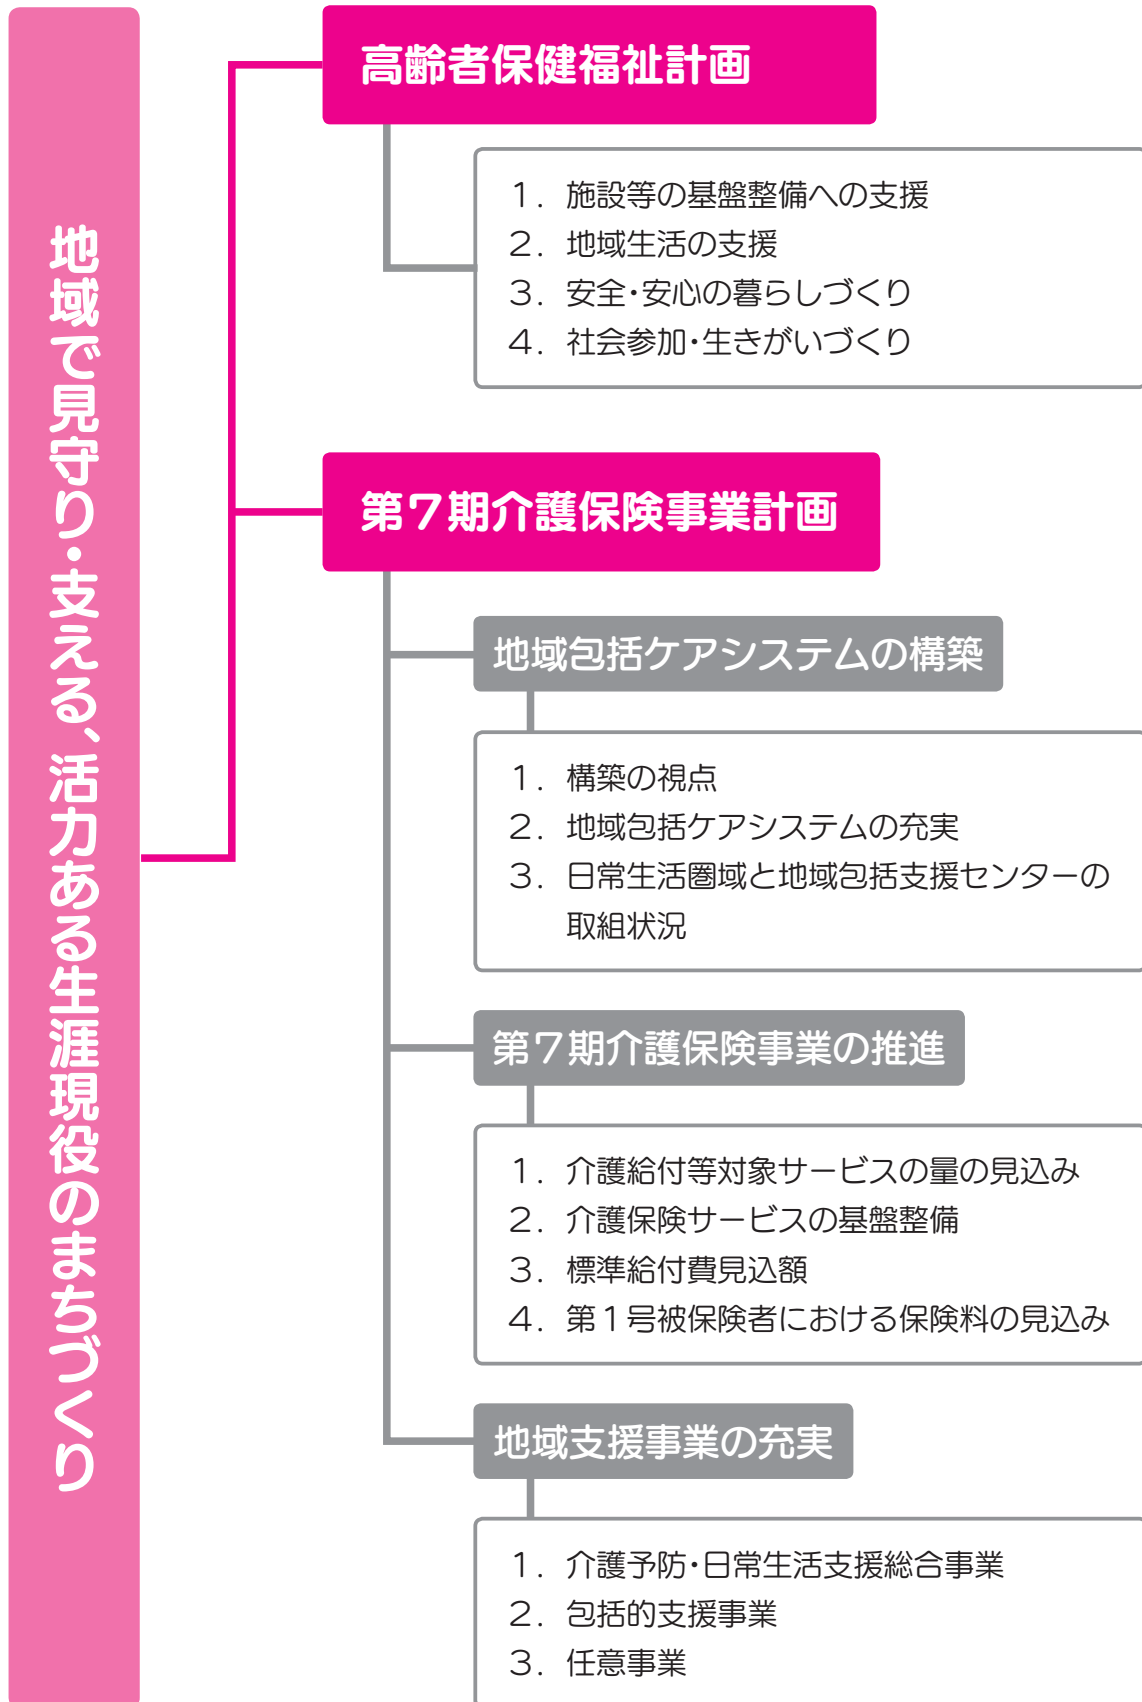 地域で見守り・支える、活力ある生涯現役のまちづくり
高齢者保健福祉計画
１．施設等の基盤整備への支援
２．地域生活の支援
３．安全・安心の暮らしづくり
４．社会参加・生きがいづくり
第７期介護保険事業計画
地域包括ケアシステムの構築
１．構築の視点
２．地域包括ケアシステムの充実
３．日常生活圏域と地域包括支援センターの
取組状況
第７期介護保険事業の推進
１．介護給付等対象サービスの量の見込み
２．介護保険サービスの基盤整備
３．標準給付費見込額
４．第１号被保険者における保険料の見込み
地域支援事業の充実
１．介護予防・日常生活支援総合事業
２．包括的支援事業
３．任意事業